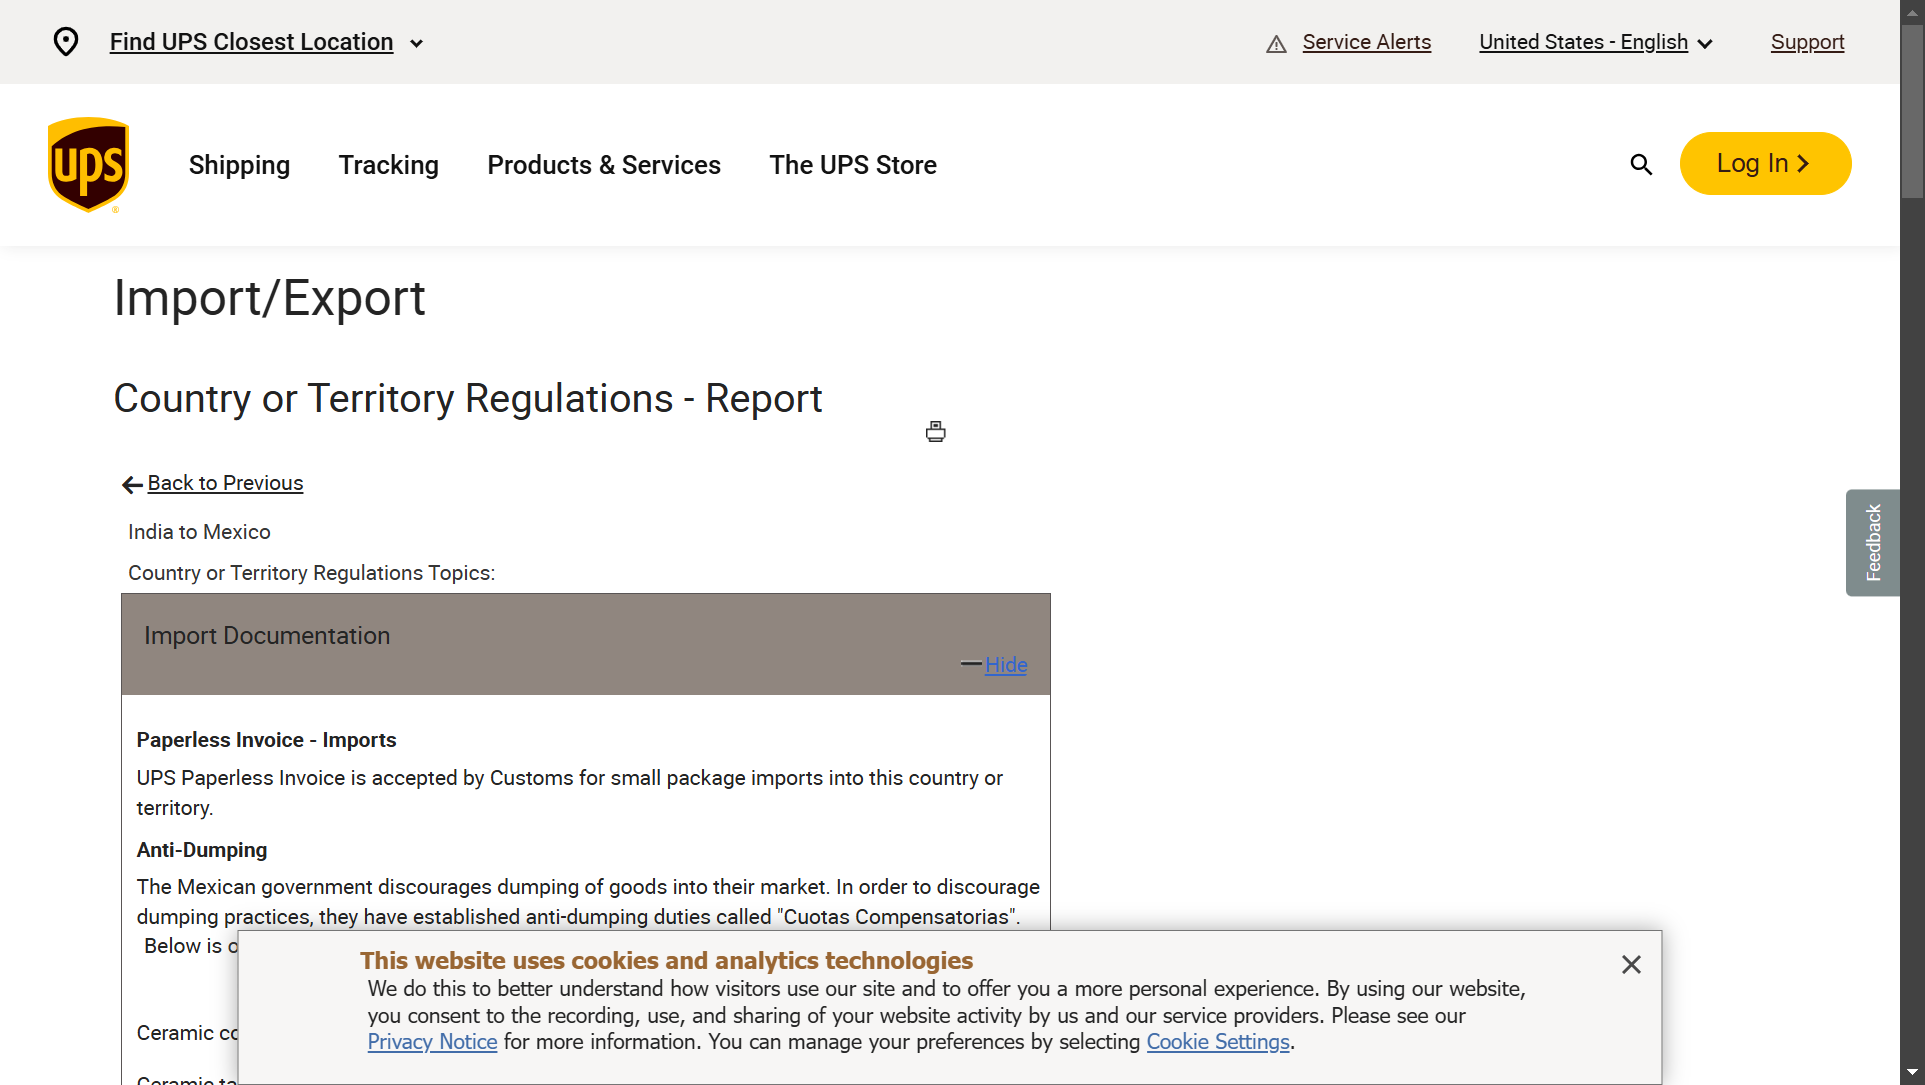 Find UPS Closest Location
Service Alerts
United States - English
Support
ups
Shipping
Tracking
Products & Services
The UPS Store
Log In
Import/Export
Country or Territory Regulations - Report
Back to Previous
India to Mexico
Country or Territory Regulations Topics:
Feedback
Import Documentation
Hide
Paperless Invoice - Imports
UPS Paperless Invoice is accepted by Customs for small package imports into this country or
territory.
Anti-Dumping
The Mexican government discourages dumping of goods into their market. In order to discourage
dumping practices, they have established anti-dumping duties called "Cuotas Compensatorias".
Below is
Ceramic
This website uses cookies and analytics technologies
We do this to better understand how visitors use our site and to offer you a more personal experience. By using our website,
you consent to the recording, use, and sharing of your website activity by us and our service providers. Please see our
Privacy Notice for more information. You can manage your preferences by selecting Cookie Settings.